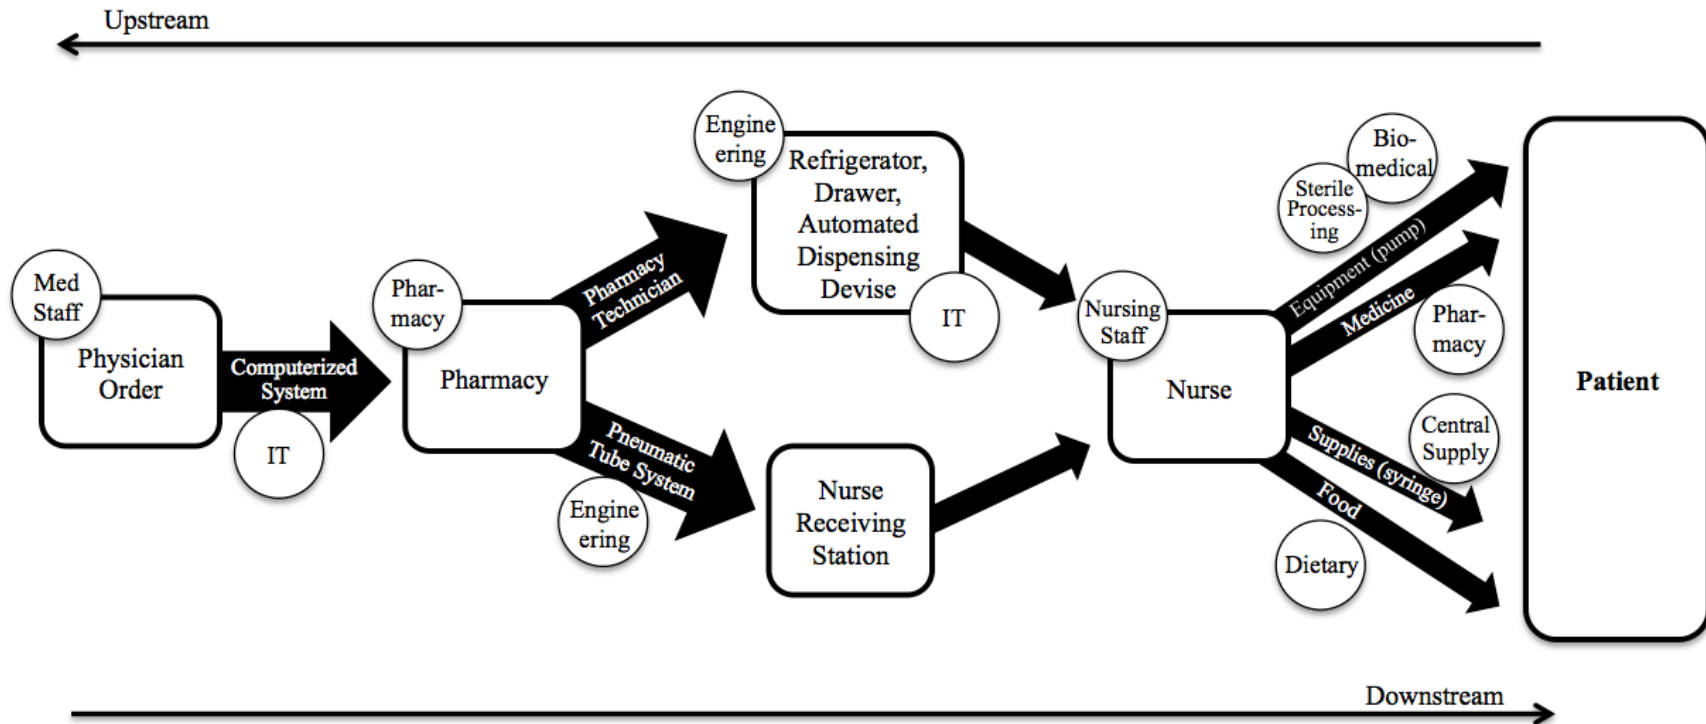 Upstream
Med
Staff
Physician
Order
Computerized
System
IT
Phar-
macy
Pharmacy
Pharmacy
Technician
Pneumatic
Tube System
Engine
ering
Engine
ering
Refrigerator,
Drawer,
Automated
Dispensing
Devise
IT
Nurse
Receiving
Station
Nursing
Staff
Nurse
Bio-
medical
Sterile
Process-
ing
Equipment (pump)
Medicine
Phar-
macy
Central
Supply
Supplies (syringe)
Food
Dietary
Patient
Downstream